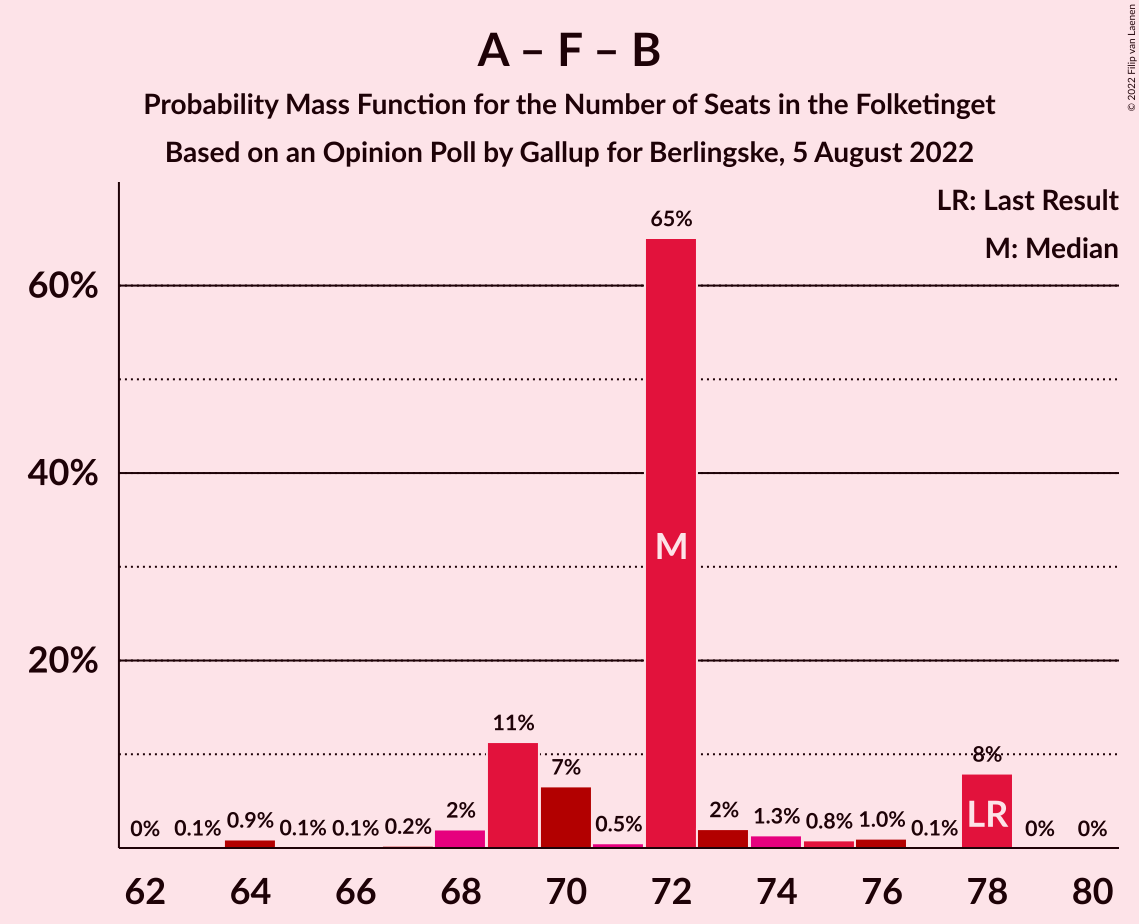 A – F – B
Probability Mass Function for the Number of Seats in the Folketinget
Based on an Opinion Poll by Gallup for Berlingske, 5 August 2022
© 2022 Filip van Laenen
LR: Last Result
M: Median
60%
40%
20%
0%
0.1%
0.9%
0.1%
0.1%
0.2%
2%
11%
7%
0.5%
65%
M
2%
1.3%
0.8%
1.0%
0.1%
8%
LR
0%
0%
62 64 66 68 70 72 74 76 78 80